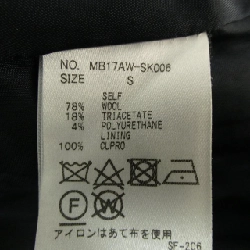 NO. MB17AW-SK006
SIZE S
SELF
78% WOOL
18% TRIACETATE
4% POLYURETHANE
LINING
100% CUPRO
F W
アイロンはあて布を使用
SF-206